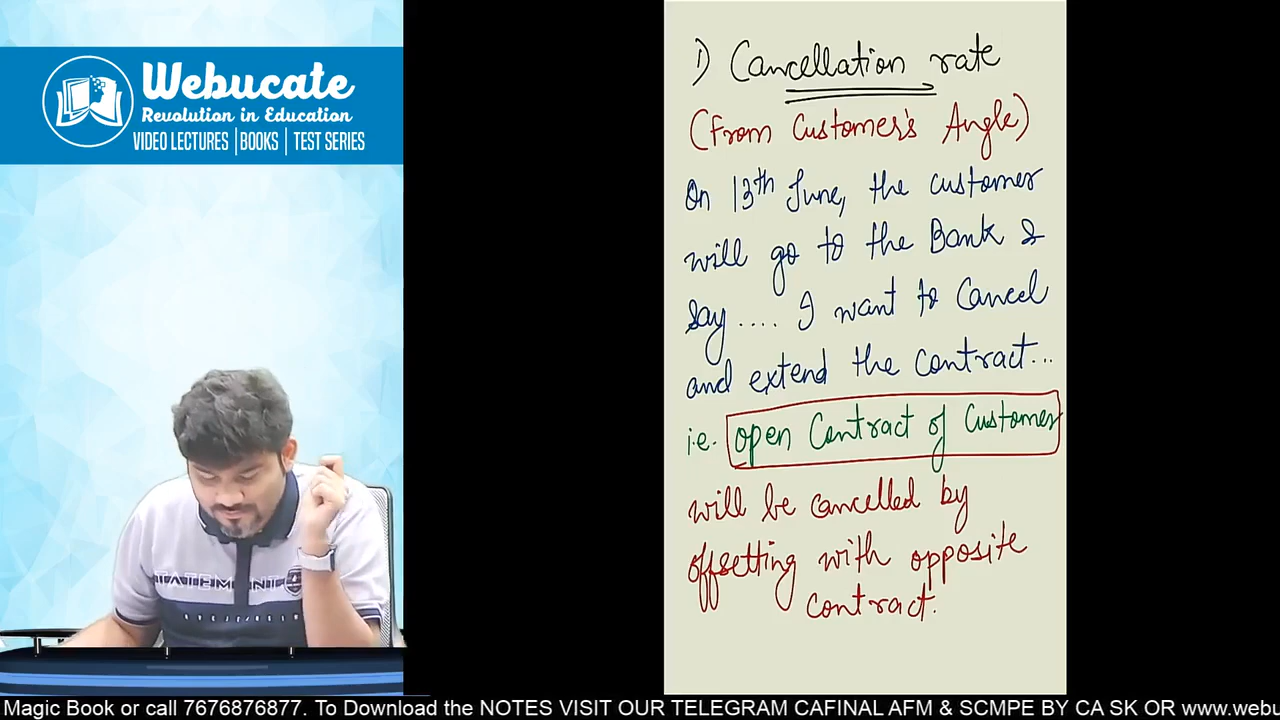 Webucate
Revolution in Education
VIDEO LECTURES | BOOKS | TEST SERIES
1) Cancellation rate
(From Customer's Angle)
On 13th June, the customer
will go to the Bank &
say .... I want to Cancel
and extend the Contract...
i.e. open Contract of Customer
will be cancelled by
offsetting with opposite
contract.
TATEMENT
Magic Book or call 7676876877. To Download the NOTES VISIT OUR TELEGRAM CAFINAL AFM & SCMPE BY CA SK OR www.webu